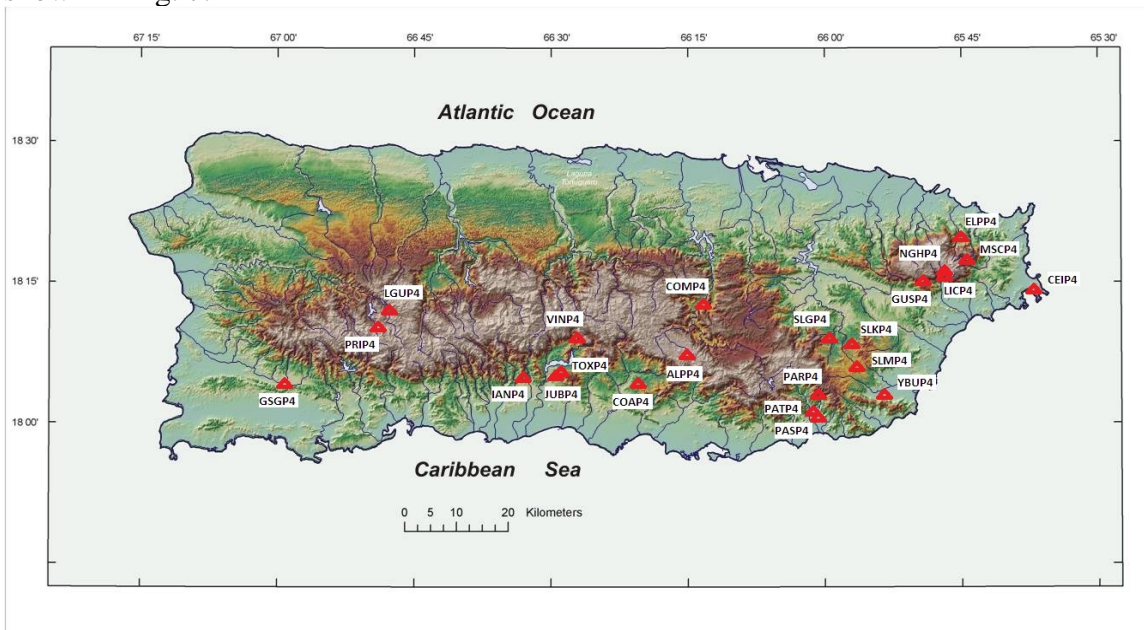 67 15' 67 00' 66 45' 66 30' 66 15' 66 00' 65 45' 65 30'
Atlantic Ocean
18 30'
Laguna
Tortuguero
ELPP4
NGHP4 MSCP4
18 15'
CEIP4
GUSP4 LICP4
LGUP4
COMP4
VINP4
SLGP4 SLKP4
PRIP4
TOXP4
SLMP4
ALPP4
PARP4 YBUP4
IANP4 JUBP4
GSGP4
COAP4
PATP4
18 00'
PASP4
Caribbean Sea
0 5 10 20 Kilometers